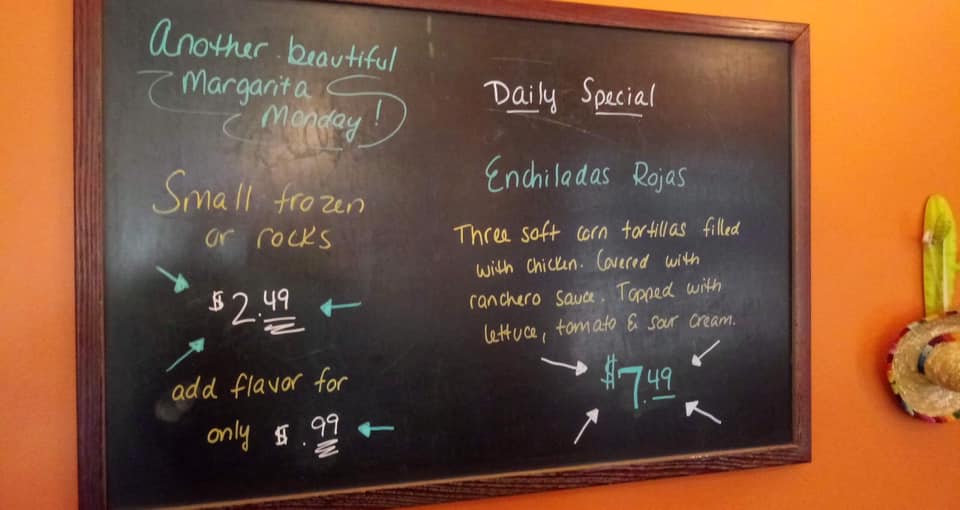 Another beautiful
Margarita
Monday!
Small frozen
or rocks
$2.49
add flavor for
only $.99
Daily Special
Enchiladas Rojas
Three soft corn tortillas filled
with chicken. Covered with
ranchero sauce. Topped with
lettuce, tomato & sour cream.
$7.49